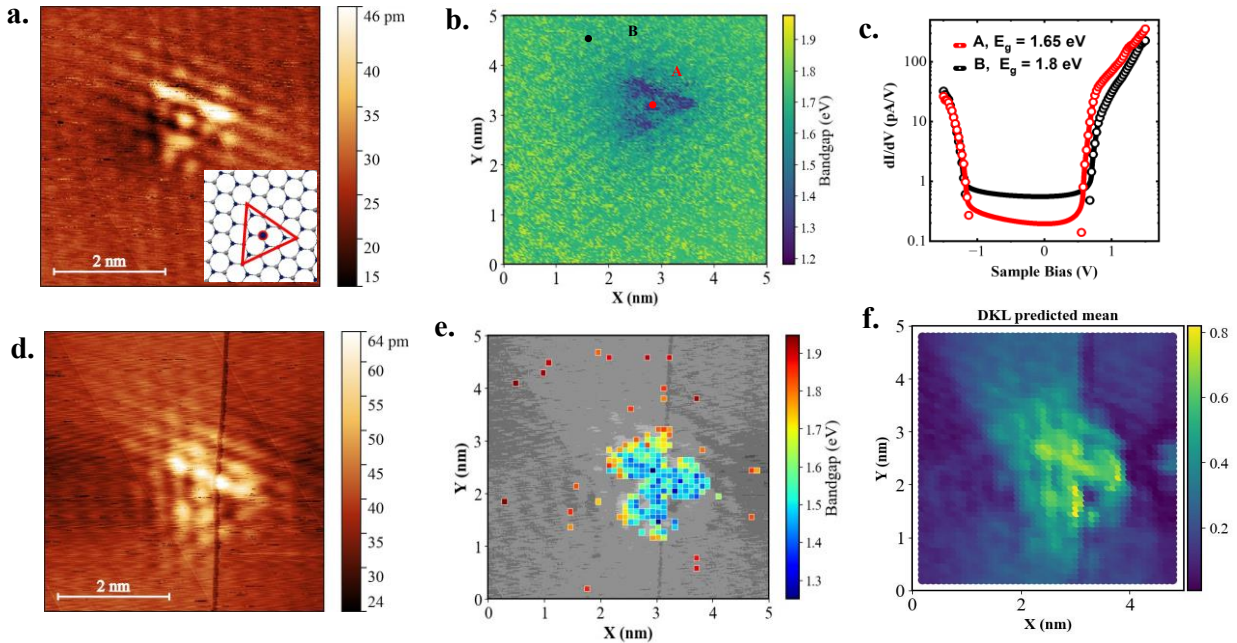 a.
46 pm
40
35
30
25
20
15
2 nm
b.
B
A
5
4
3
2
1
0
Y (nm)
0 1 2 3 4 5
X (nm)
1.9
1.8
1.7
1.6
1.5
1.4
1.3
1.2
Bandgap (eV)
c.
A, Eg = 1.65 eV
B, Eg = 1.8 eV
100
10
1
0.1
dI/dV (pA/V)
−1 0 1
Sample Bias (V)
d.
64 pm
60
55
50
45
40
35
30
24
2 nm
e.
5
4
3
2
1
0
Y (nm)
0 1 2 3 4 5
X (nm)
1.9
1.8
1.7
1.6
1.5
1.4
1.3
Bandgap (eV)
f.
DKL predicted mean
5
4
3
2
1
0
Y (nm)
0 2 4
X (nm)
0.8
0.6
0.4
0.2